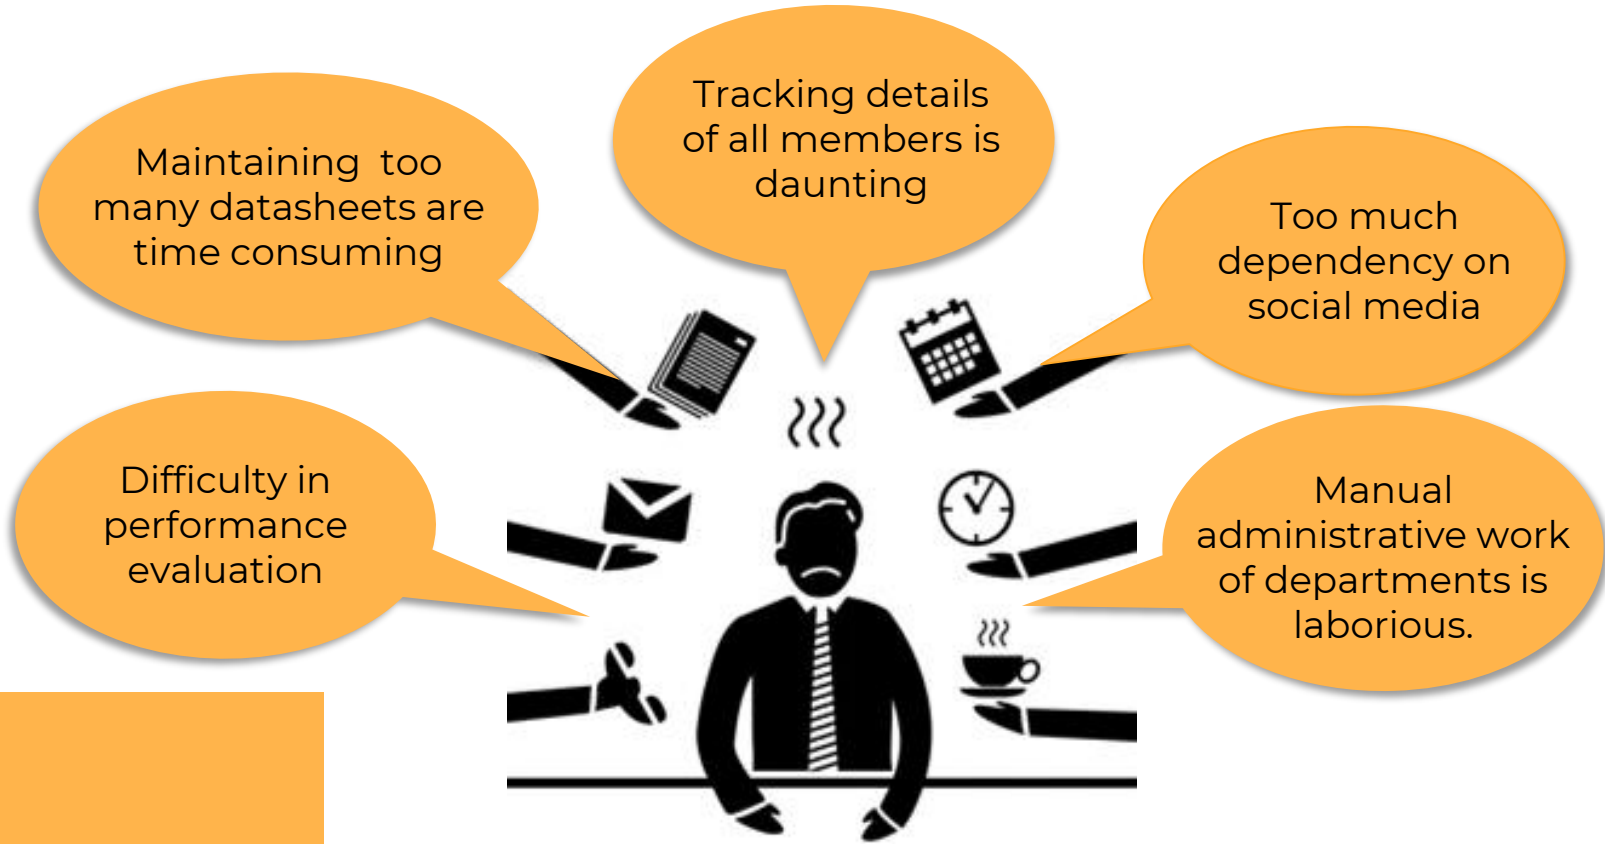 Tracking details
of all members is
daunting
Maintaining  too
many datasheets are
time consuming
Too much
dependency on
social media
Difficulty in
performance
evaluation
Manual
administrative work
of departments is
laborious.